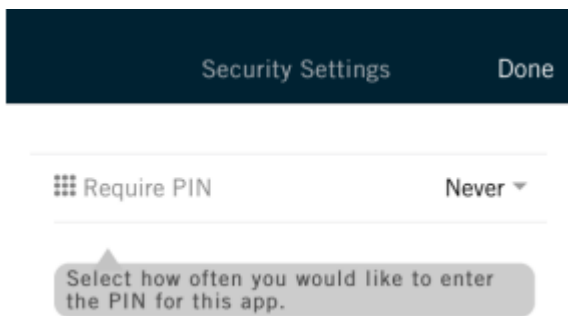 Security Settings Done
Require PIN Never
Select how often you would like to enter
the PIN for this app.